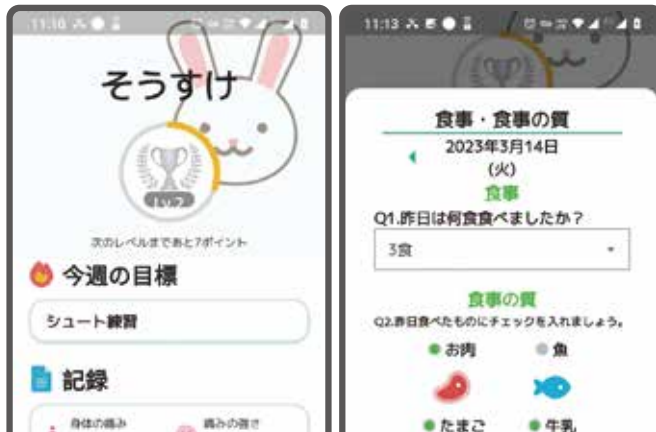 11:10
そうすけ
Lv.2
次のレベルまであと7ポイント
今週の目標
シュート練習
記録
身体の痛み
痛みの強さ
11:13
食事・食事の質
2023年3月14日
(火)
食事
Q1.昨日は何食食べましたか？
3食
食事の質
Q2.昨日食べたものにチェックを入れましょう。
お肉
魚
たまご
牛乳